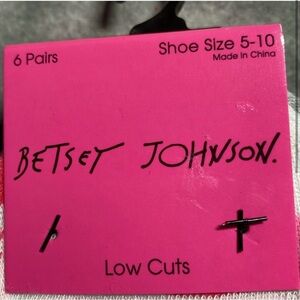 6 Pairs
Shoe Size 5-10
Made in China
BETSEY JOHNSON.
Low Cuts